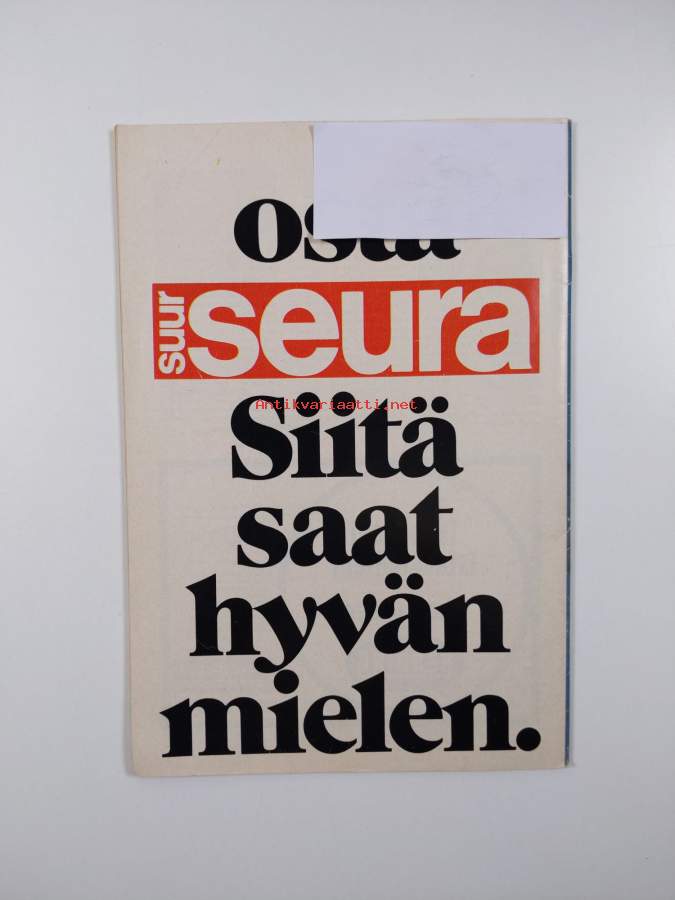 osta
suur seura
Antikvariaatti.net
Siitä
saat
hyvän
mielen.